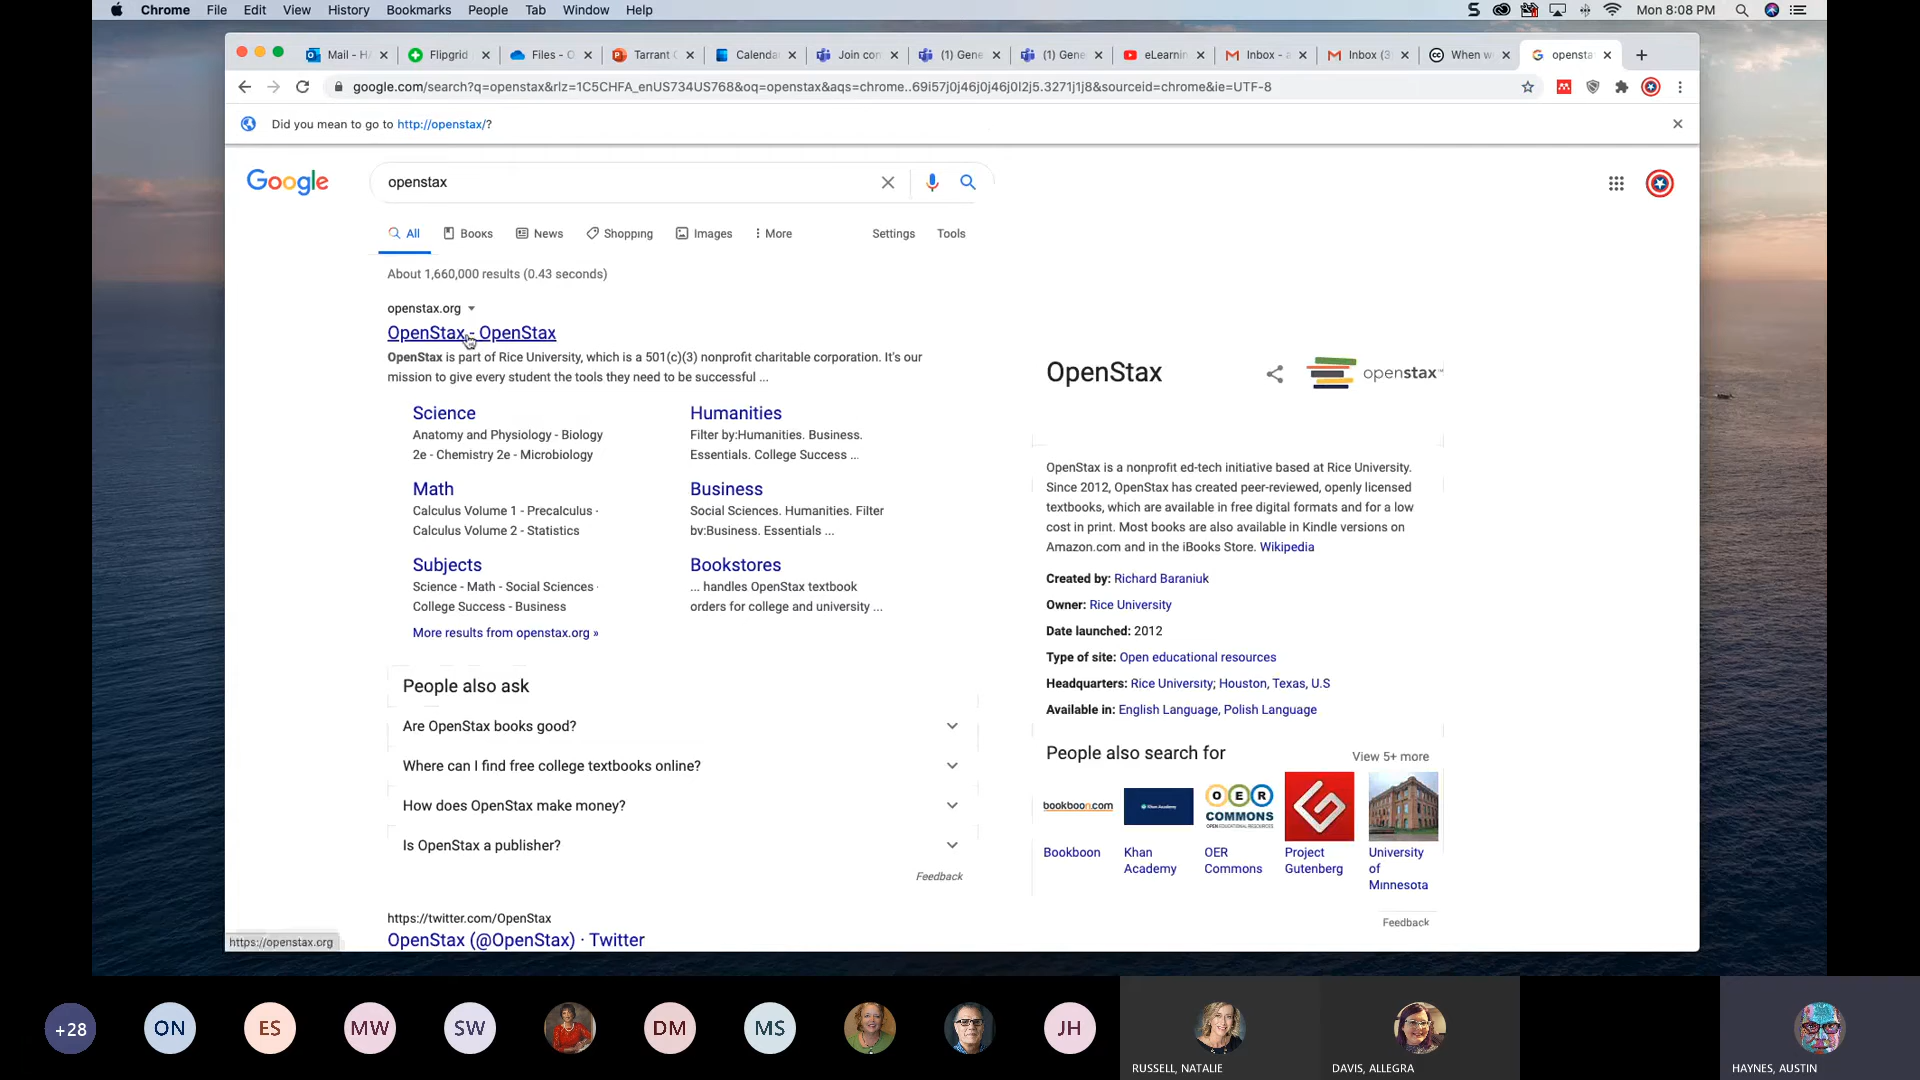 Chrome File Edit View History Bookmarks People Tab Window Help
Mon 8:08 PM
Mail - HA
Flipgrid
Files - O
Tarrant C
Calenda
Join con
(1) Gene
(1) Gene
eLearnin
Inbox - a
Inbox (3
When w
opensta
google.com/search?q=openstax&rlz=1C5CHFA_enUS734US768&oq=openstax&aqs=chrome..69i57j0j46j0j46j0l2j5.3271j1j8&sourceid=chrome&ie=UTF-8
Did you mean to go to http://openstax/?
Google
openstax
All Books News Shopping Images More Settings Tools
About 1,660,000 results (0.43 seconds)
openstax.org
OpenStax - OpenStax
OpenStax is part of Rice University, which is a 501(c)(3) nonprofit charitable corporation. It's our
mission to give every student the tools they need to be successful ...
Science
Anatomy and Physiology - Biology
2e - Chemistry 2e - Microbiology
Humanities
Filter by:Humanities. Business.
Essentials. College Success ...
Math
Calculus Volume 1 - Precalculus ·
Calculus Volume 2 - Statistics
Business
Social Sciences. Humanities. Filter
by:Business. Essentials ...
Subjects
Science - Math - Social Sciences ·
College Success - Business
Bookstores
... handles OpenStax textbook
orders for college and university ...
More results from openstax.org »
People also ask
Are OpenStax books good?
Where can I find free college textbooks online?
How does OpenStax make money?
Is OpenStax a publisher?
Feedback
https://twitter.com/OpenStax
OpenStax (@OpenStax) · Twitter
https://openstax.org
OpenStax
openstax™
OpenStax is a nonprofit ed-tech initiative based at Rice University.
Since 2012, OpenStax has created peer-reviewed, openly licensed
textbooks, which are available in free digital formats and for a low
cost in print. Most books are also available in Kindle versions on
Amazon.com and in the iBooks Store. Wikipedia
Created by: Richard Baraniuk
Owner: Rice University
Date launched: 2012
Type of site: Open educational resources
Headquarters: Rice University; Houston, Texas, U.S
Available in: English Language, Polish Language
People also search for
View 5+ more
bookboon.com
Khan Academy
OER
COMMONS
OPEN EDUCATIONAL RESOURCES
Bookboon
Khan
Academy
OER
Commons
Project
Gutenberg
University
of
Minnesota
Feedback
+28
ON
ES
MW
SW
DM
MS
JH
RUSSELL, NATALIE
DAVIS, ALLEGRA
HAYNES, AUSTIN